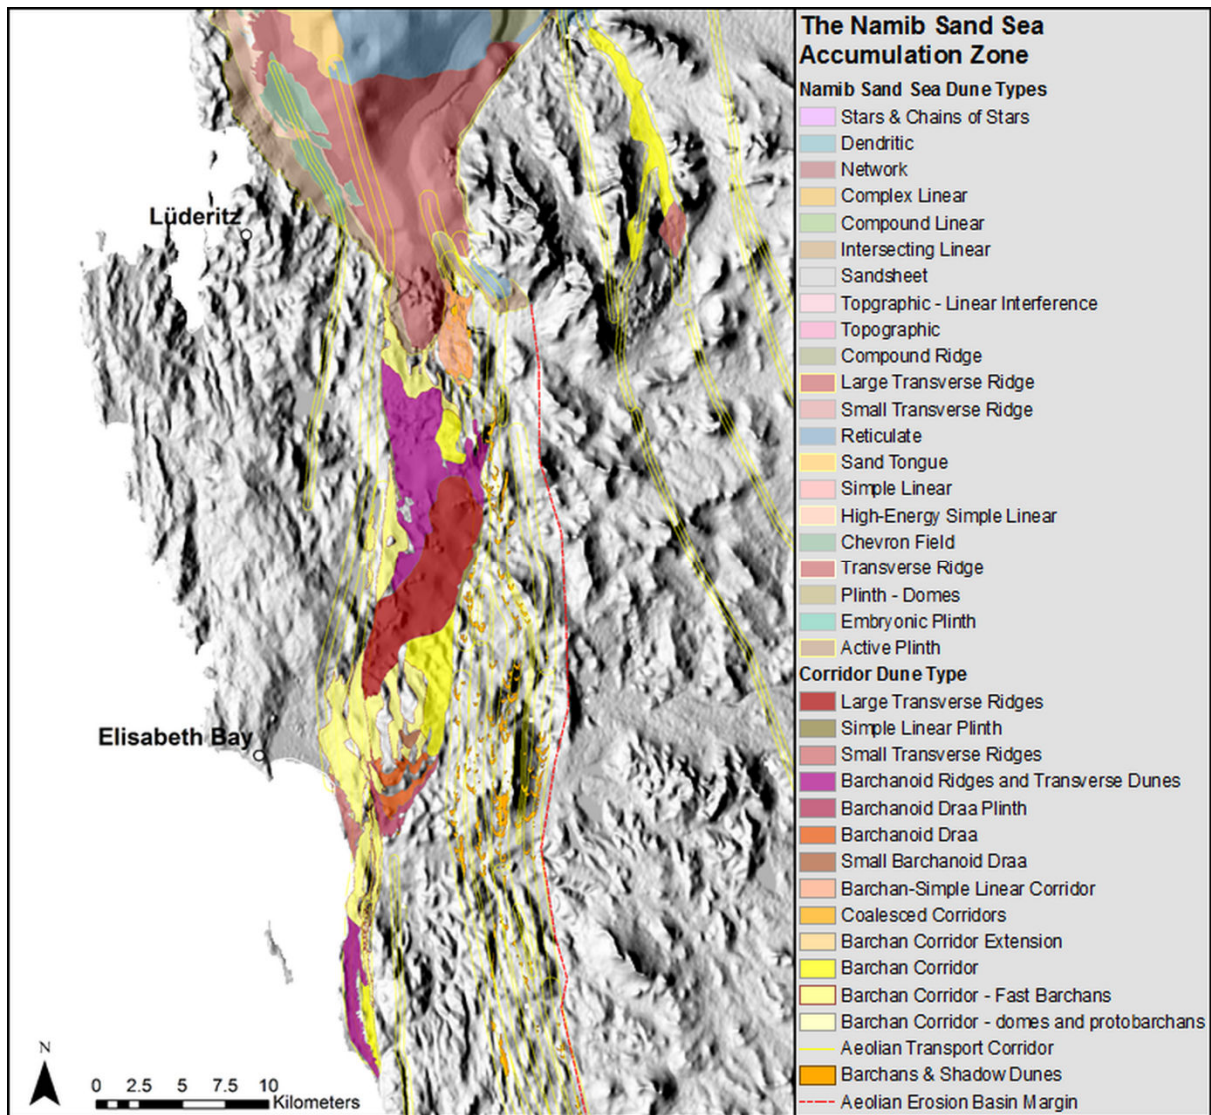 The Namib Sand Sea
Accumulation Zone
Namib Sand Sea Dune Types
Stars & Chains of Stars
Dendritic
Network
Complex Linear
Compound Linear
Intersecting Linear
Sandsheet
Topgraphic - Linear Interference
Topographic
Compound Ridge
Large Transverse Ridge
Small Transverse Ridge
Reticulate
Sand Tongue
Simple Linear
High-Energy Simple Linear
Chevron Field
Transverse Ridge
Plinth - Domes
Embryonic Plinth
Active Plinth
Corridor Dune Type
Large Transverse Ridges
Simple Linear Plinth
Small Transverse Ridges
Barchanoid Ridges and Transverse Dunes
Barchanoid Draa Plinth
Barchanoid Draa
Small Barchanoid Draa
Barchan-Simple Linear Corridor
Coalesced Corridors
Barchan Corridor Extension
Barchan Corridor
Barchan Corridor - Fast Barchans
Barchan Corridor - domes and protobarchans
Aeolian Transport Corridor
Barchans & Shadow Dunes
Aeolian Erosion Basin Margin
Lüderitz
Elisabeth Bay
N
0 2.5 5 7.5 10
Kilometers